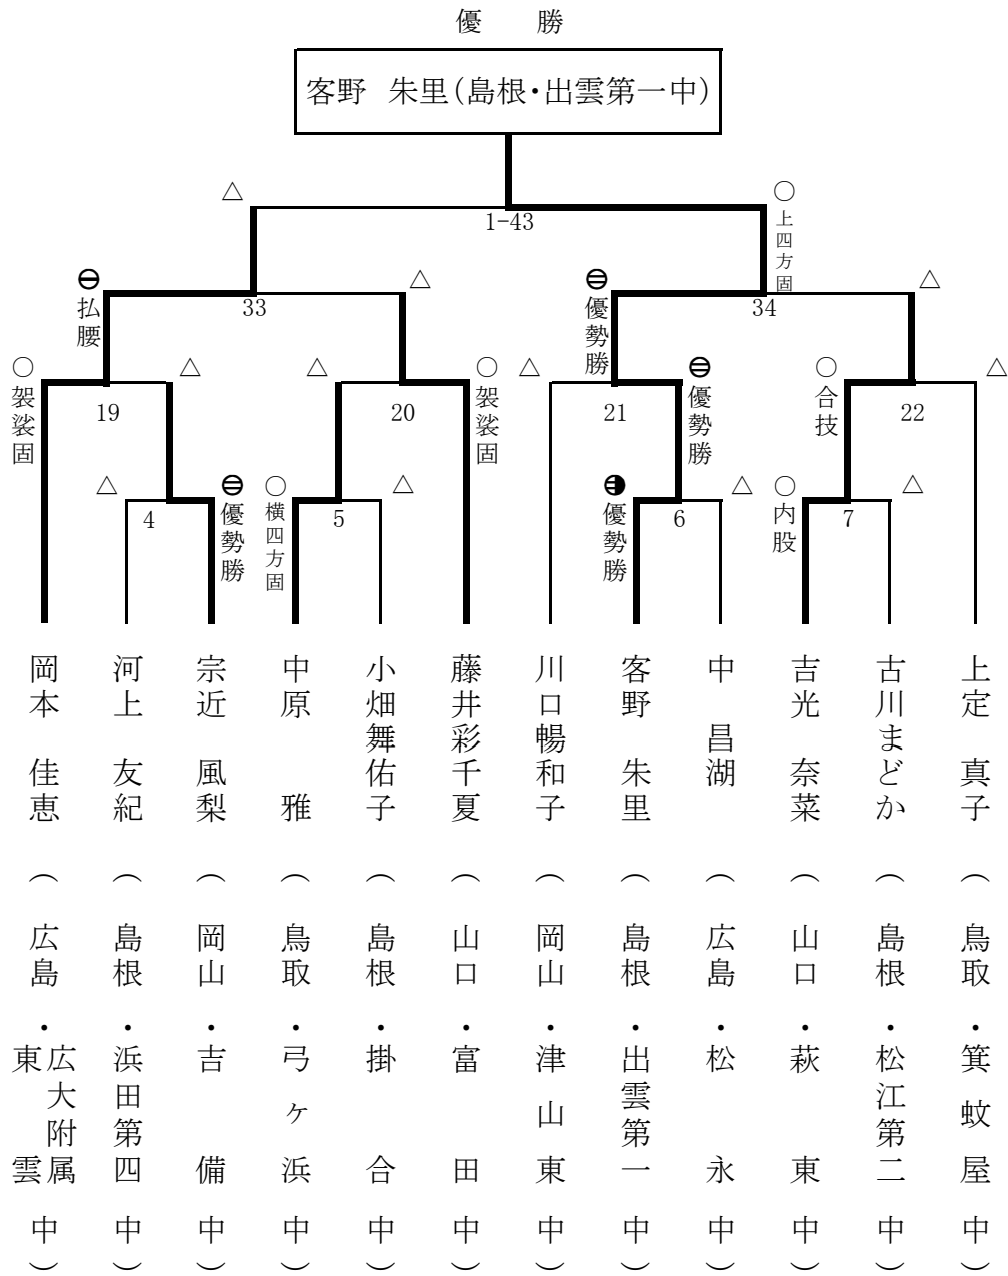 優　勝
客野　朱里(島根・出雲第一中)
△
○
上四方固
1-43
払腰
△
優勢勝
△
33
34
○
袈裟固
△
△
○
袈裟固
△
優勢勝
○
合技
△
19
20
21
22
△
優勢勝
○
横四方固
△
優勢勝
△
○
内股
△
4
5
6
7
岡本　佳恵（広島・広大附属東雲中）
河上　友紀（島根・浜田第四中）
宗近　風梨（岡山・吉備中）
中原　雅（鳥取・弓ヶ浜中）
小畑舞佑子（島根・掛合中）
藤井彩千夏（山口・富田中）
川口暢和子（岡山・津山東中）
客野　朱里（島根・出雲第一中）
中　昌湖（広島・松永中）
吉光　奈菜（山口・萩東中）
古川まどか（島根・松江第二中）
上定　真子（鳥取・箕蚊屋中）